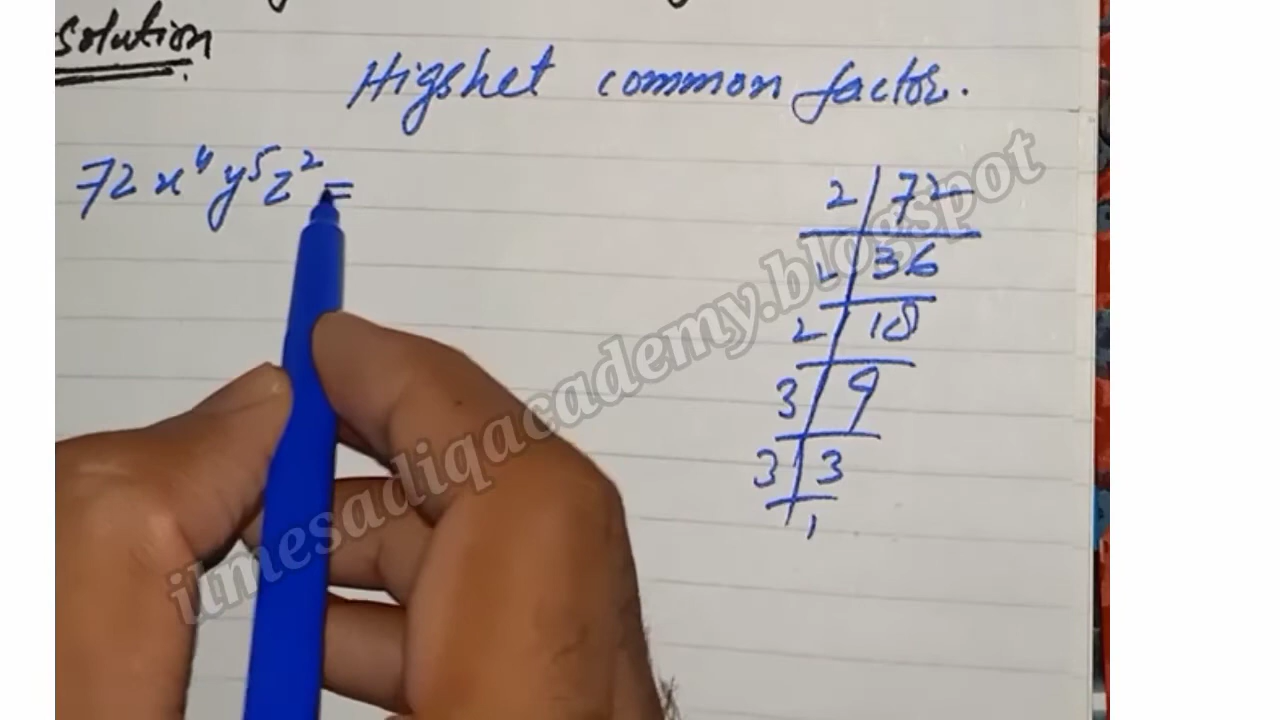 Solution
Higshet common factor.
72 x⁴ y⁵ z² =
2 | 72
2 | 36
2 | 18
3 | 9
3 | 3
1
ilmesadiqacademy.blogspot